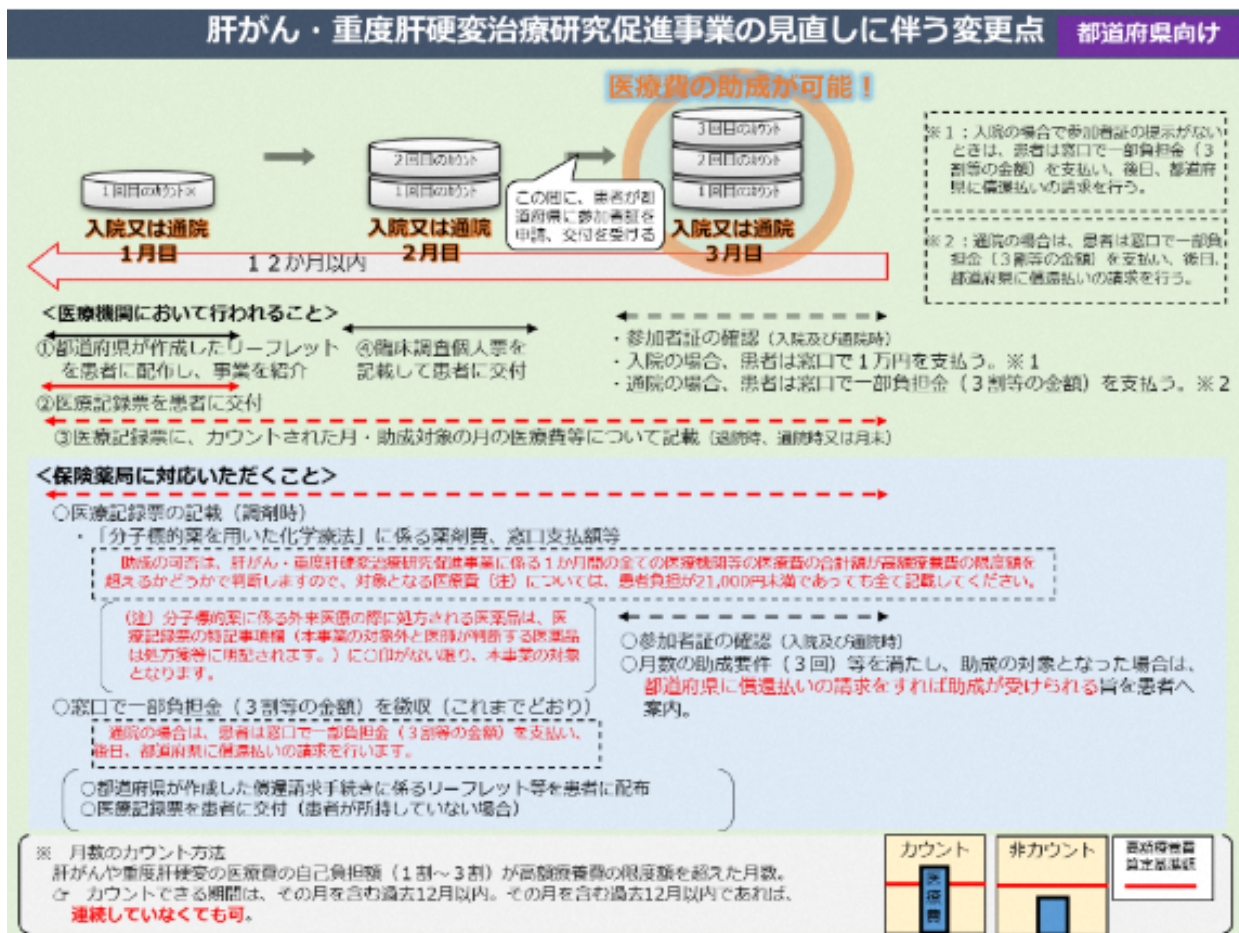 肝がん・重度肝硬変治療研究促進事業の見直しに伴う変更点
都道府県向け
医療費の助成が可能!
1回目のカウント※
入院又は通院
1月目
2回目のカウント
1回目のカウント
入院又は通院
2月目
この間に、患者が都
道府県に参加者証を
申請、交付を受ける
3回目のカウント
2回目のカウント
1回目のカウント
入院又は通院
3月目
12か月以内
※1:入院の場合で参加者証の提示がない
ときは、患者は窓口で一部負担金(3
割等の金額)を支払い、後日、都道府
県に償還払いの請求を行う。
※2:通院の場合は、患者は窓口で一部負
担金(3割等の金額)を支払い、後日、
都道府県に償還払いの請求を行う。
<医療機関において行われること>
①都道府県が作成したリーフレット
を患者に配布し、事業を紹介
④臨床調査個人票を
記載して患者に交付
・参加者証の確認(入院及び通院時)
・入院の場合、患者は窓口で1万円を支払う。※1
・通院の場合、患者は窓口で一部負担金(3割等の金額)を支払う。※2
②医療記録票を患者に交付
③医療記録票に、カウントされた月・助成対象の月の医療費等について記載(退院時、通院時又は月末)
<保険薬局に対応いただくこと>
○医療記録票の記載(調剤時)
・「分子標的薬を用いた化学療法」に係る薬剤費、窓口支払額等
助成の可否は、肝がん・重度肝硬変治療研究促進事業に係る1か月間の全ての医療機関等の医療費の合計額が高額療養費の限度額を
超えるかどうかで判断しますので、対象となる医療費(注)については、患者負担が21,000円未満であっても全て記載してください。
(注)分子標的薬に係る外来医療の際に処方される医薬品は、医
療記録票の特記事項欄(本事業の対象外と医師が判断する医薬品
は処方箋等に明記されます。)に○印がない限り、本事業の対象
となります。
○参加者証の確認(入院及び通院時)
○月数の助成要件(3回)等を満たし、助成の対象となった場合は、
都道府県に償還払いの請求をすれば助成が受けられる旨を患者へ
案内。
○窓口で一部負担金(3割等の金額)を徴収(これまでどおり)
通院の場合は、患者は窓口で一部負担金(3割等の金額)を支払い、
後日、都道府県に償還払いの請求を行います。
○都道府県が作成した償還請求手続きに係るリーフレット等を患者に配布
○医療記録票を患者に交付(患者が所持していない場合)
※ 月数のカウント方法
肝がんや重度肝硬変の医療費の自己負担額(1割~3割)が高額療養費の限度額を超えた月数。
☞ カウントできる期間は、その月を含む過去12月以内。その月を含む過去12月以内であれば、
連続していなくても可。
カウント
医療費
非カウント
高額療養費
算定基準額